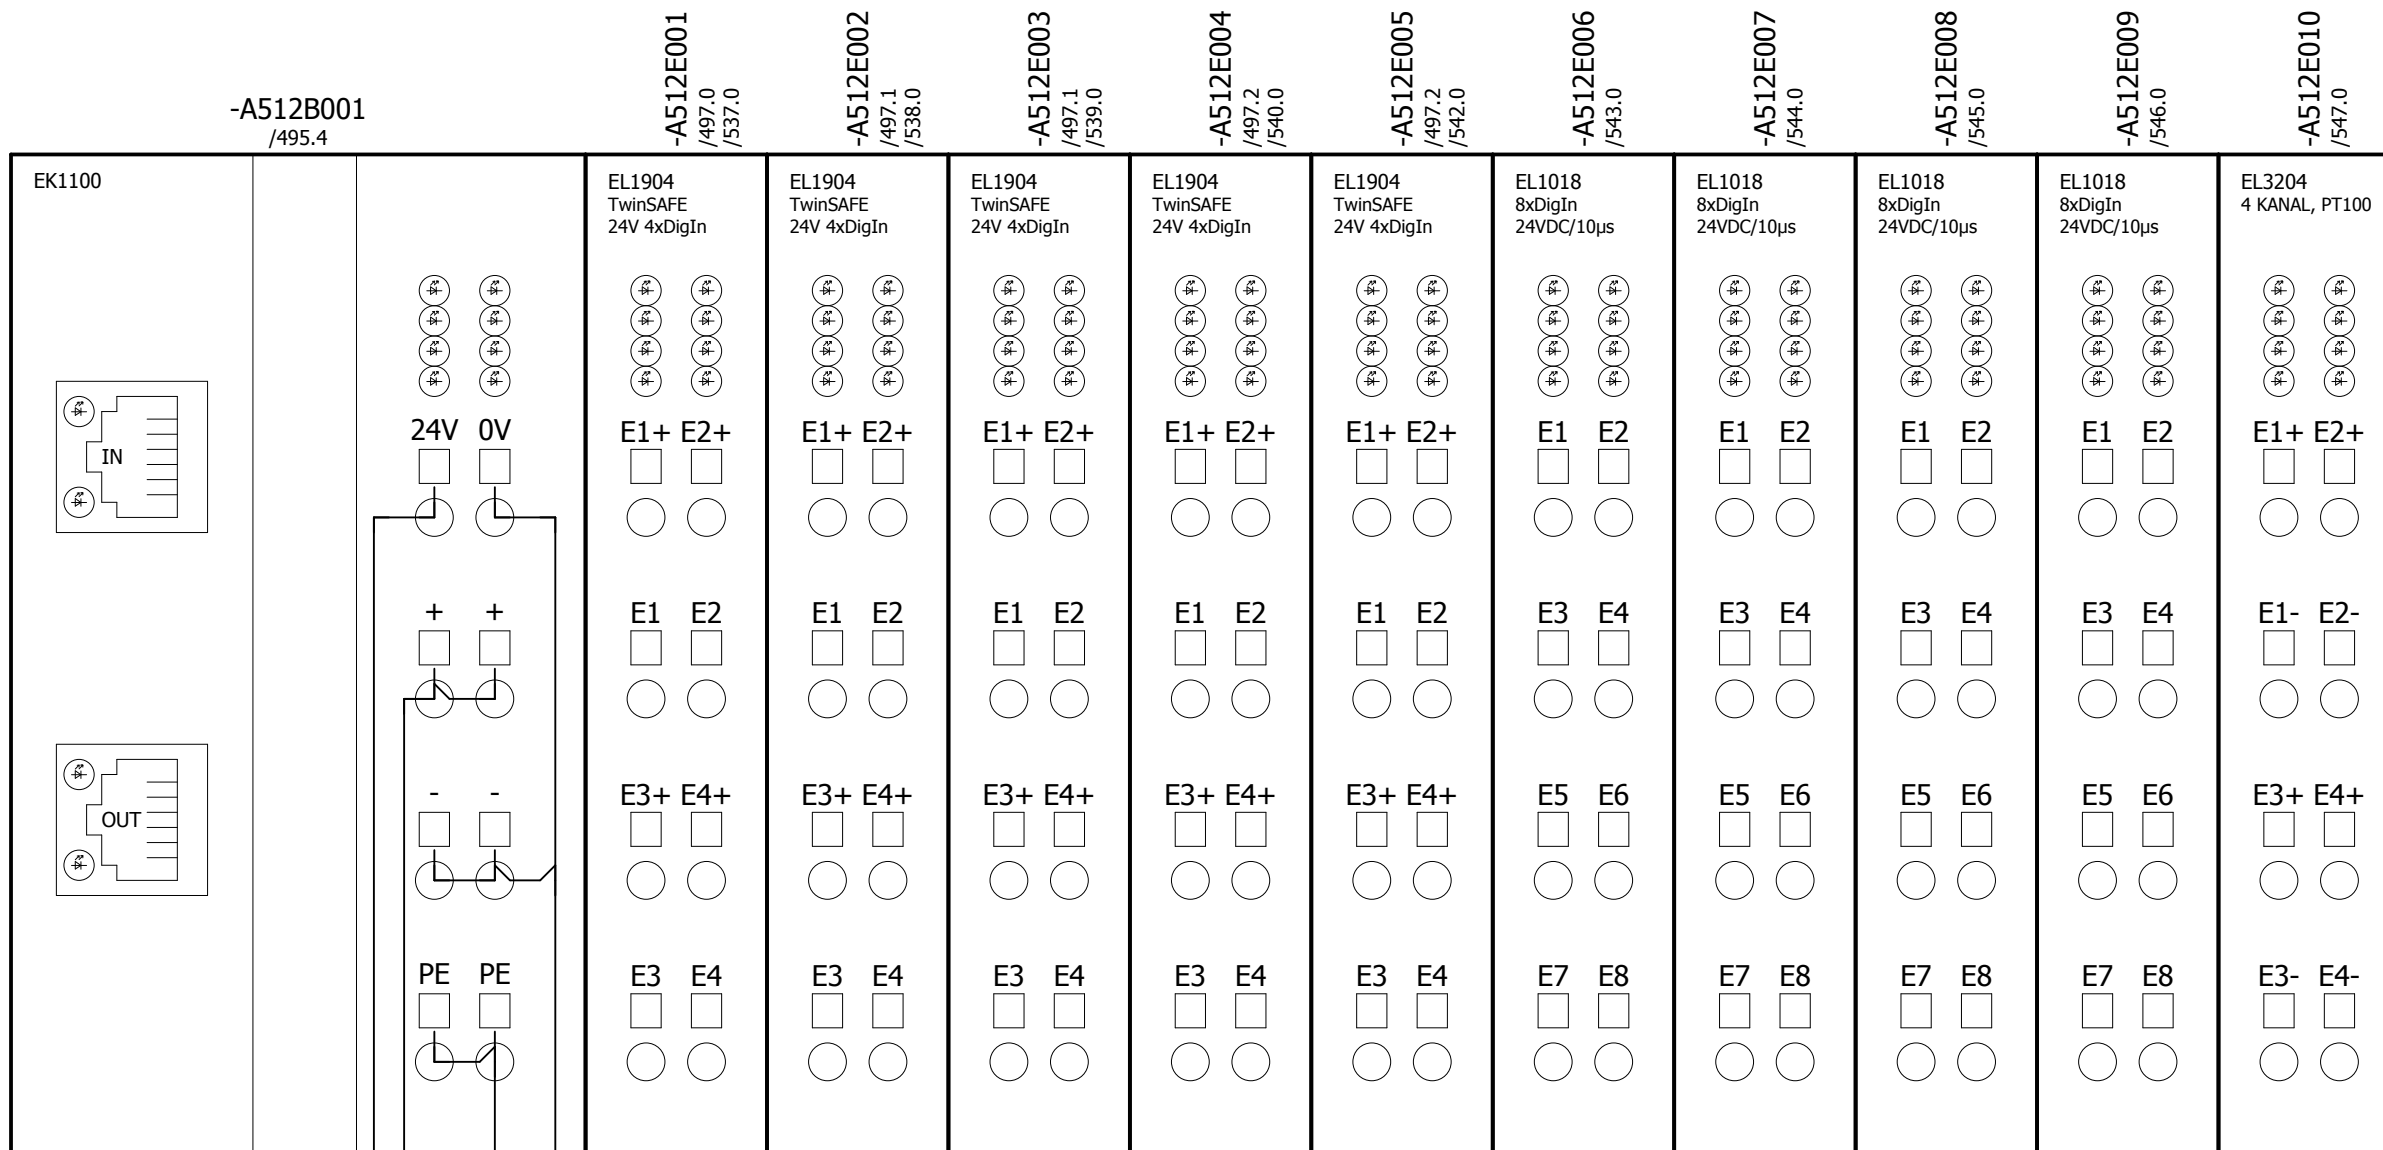 -A512B001
/495.4
-A512E001
/497.0
/537.0
-A512E002
/497.1
/538.0
-A512E003
/497.1
/539.0
-A512E004
/497.2
/540.0
-A512E005
/497.2
/542.0
-A512E006
/543.0
-A512E007
/544.0
-A512E008
/545.0
-A512E009
/546.0
-A512E010
/547.0
EK1100
IN
OUT
24V 0V
+ +
- -
PE PE
EL1904
TwinSAFE
24V 4xDigIn
E1+ E2+
E1 E2
E3+ E4+
E3 E4
EL1904
TwinSAFE
24V 4xDigIn
E1+ E2+
E1 E2
E3+ E4+
E3 E4
EL1904
TwinSAFE
24V 4xDigIn
E1+ E2+
E1 E2
E3+ E4+
E3 E4
EL1904
TwinSAFE
24V 4xDigIn
E1+ E2+
E1 E2
E3+ E4+
E3 E4
EL1904
TwinSAFE
24V 4xDigIn
E1+ E2+
E1 E2
E3+ E4+
E3 E4
EL1018
8xDigIn
24VDC/10µs
E1 E2
E3 E4
E5 E6
E7 E8
EL1018
8xDigIn
24VDC/10µs
E1 E2
E3 E4
E5 E6
E7 E8
EL1018
8xDigIn
24VDC/10µs
E1 E2
E3 E4
E5 E6
E7 E8
EL1018
8xDigIn
24VDC/10µs
E1 E2
E3 E4
E5 E6
E7 E8
EL3204
4 KANAL, PT100
E1+ E2+
E1- E2-
E3+ E4+
E3- E4-